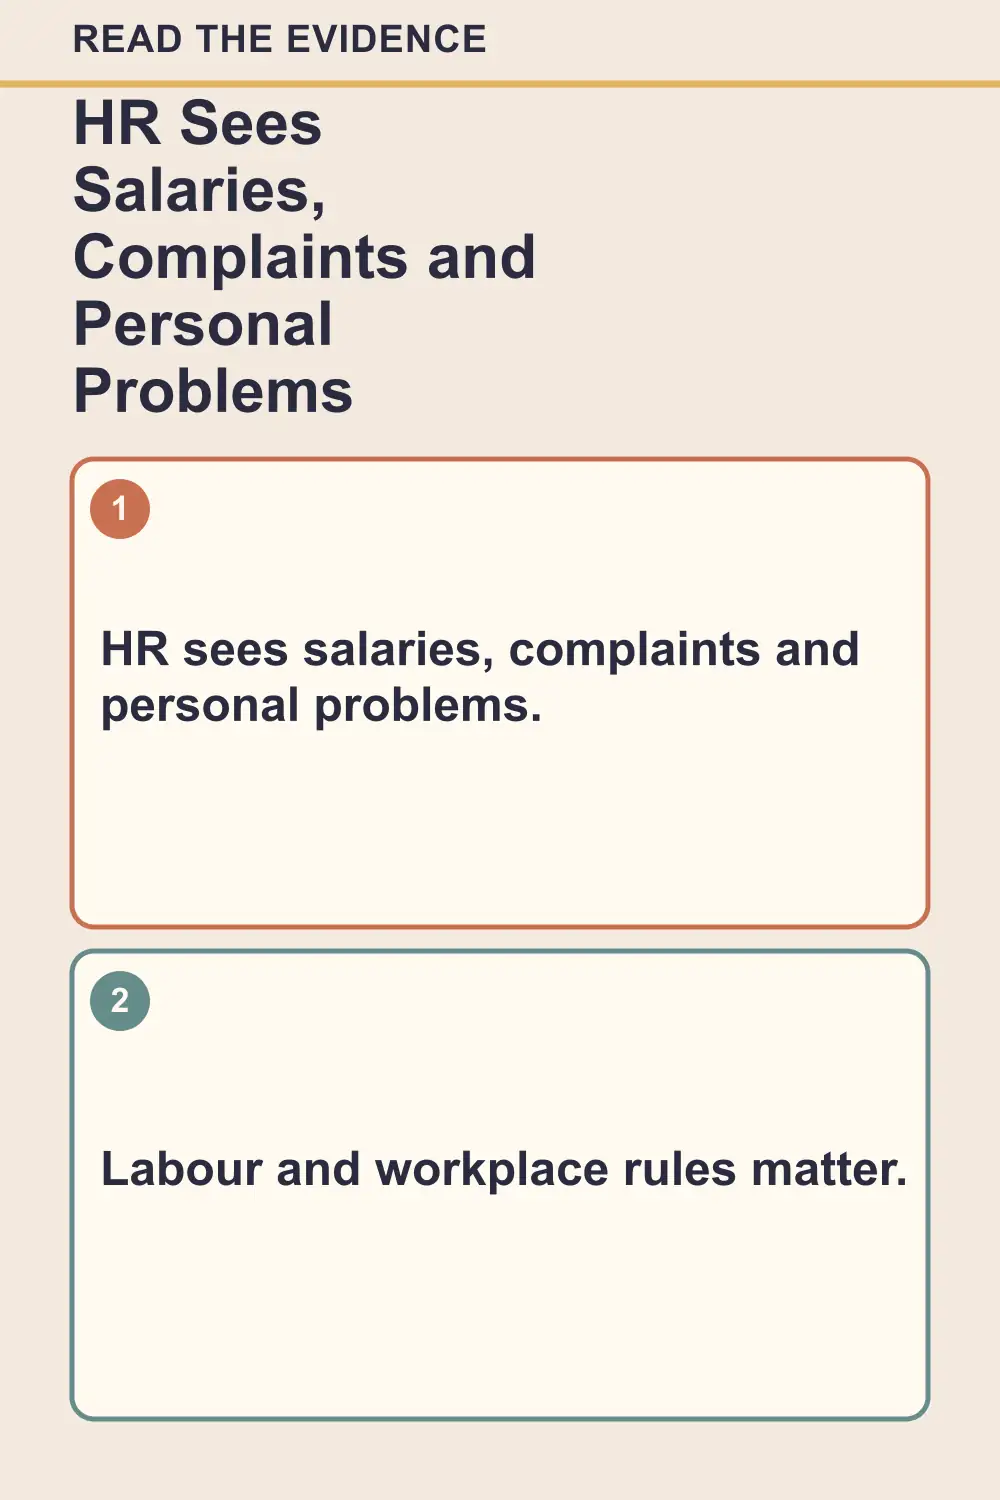 READ THE EVIDENCE
HR Sees
Salaries,
Complaints and
Personal
Problems
1
HR sees salaries, complaints and
personal problems.
2
Labour and workplace rules matter.